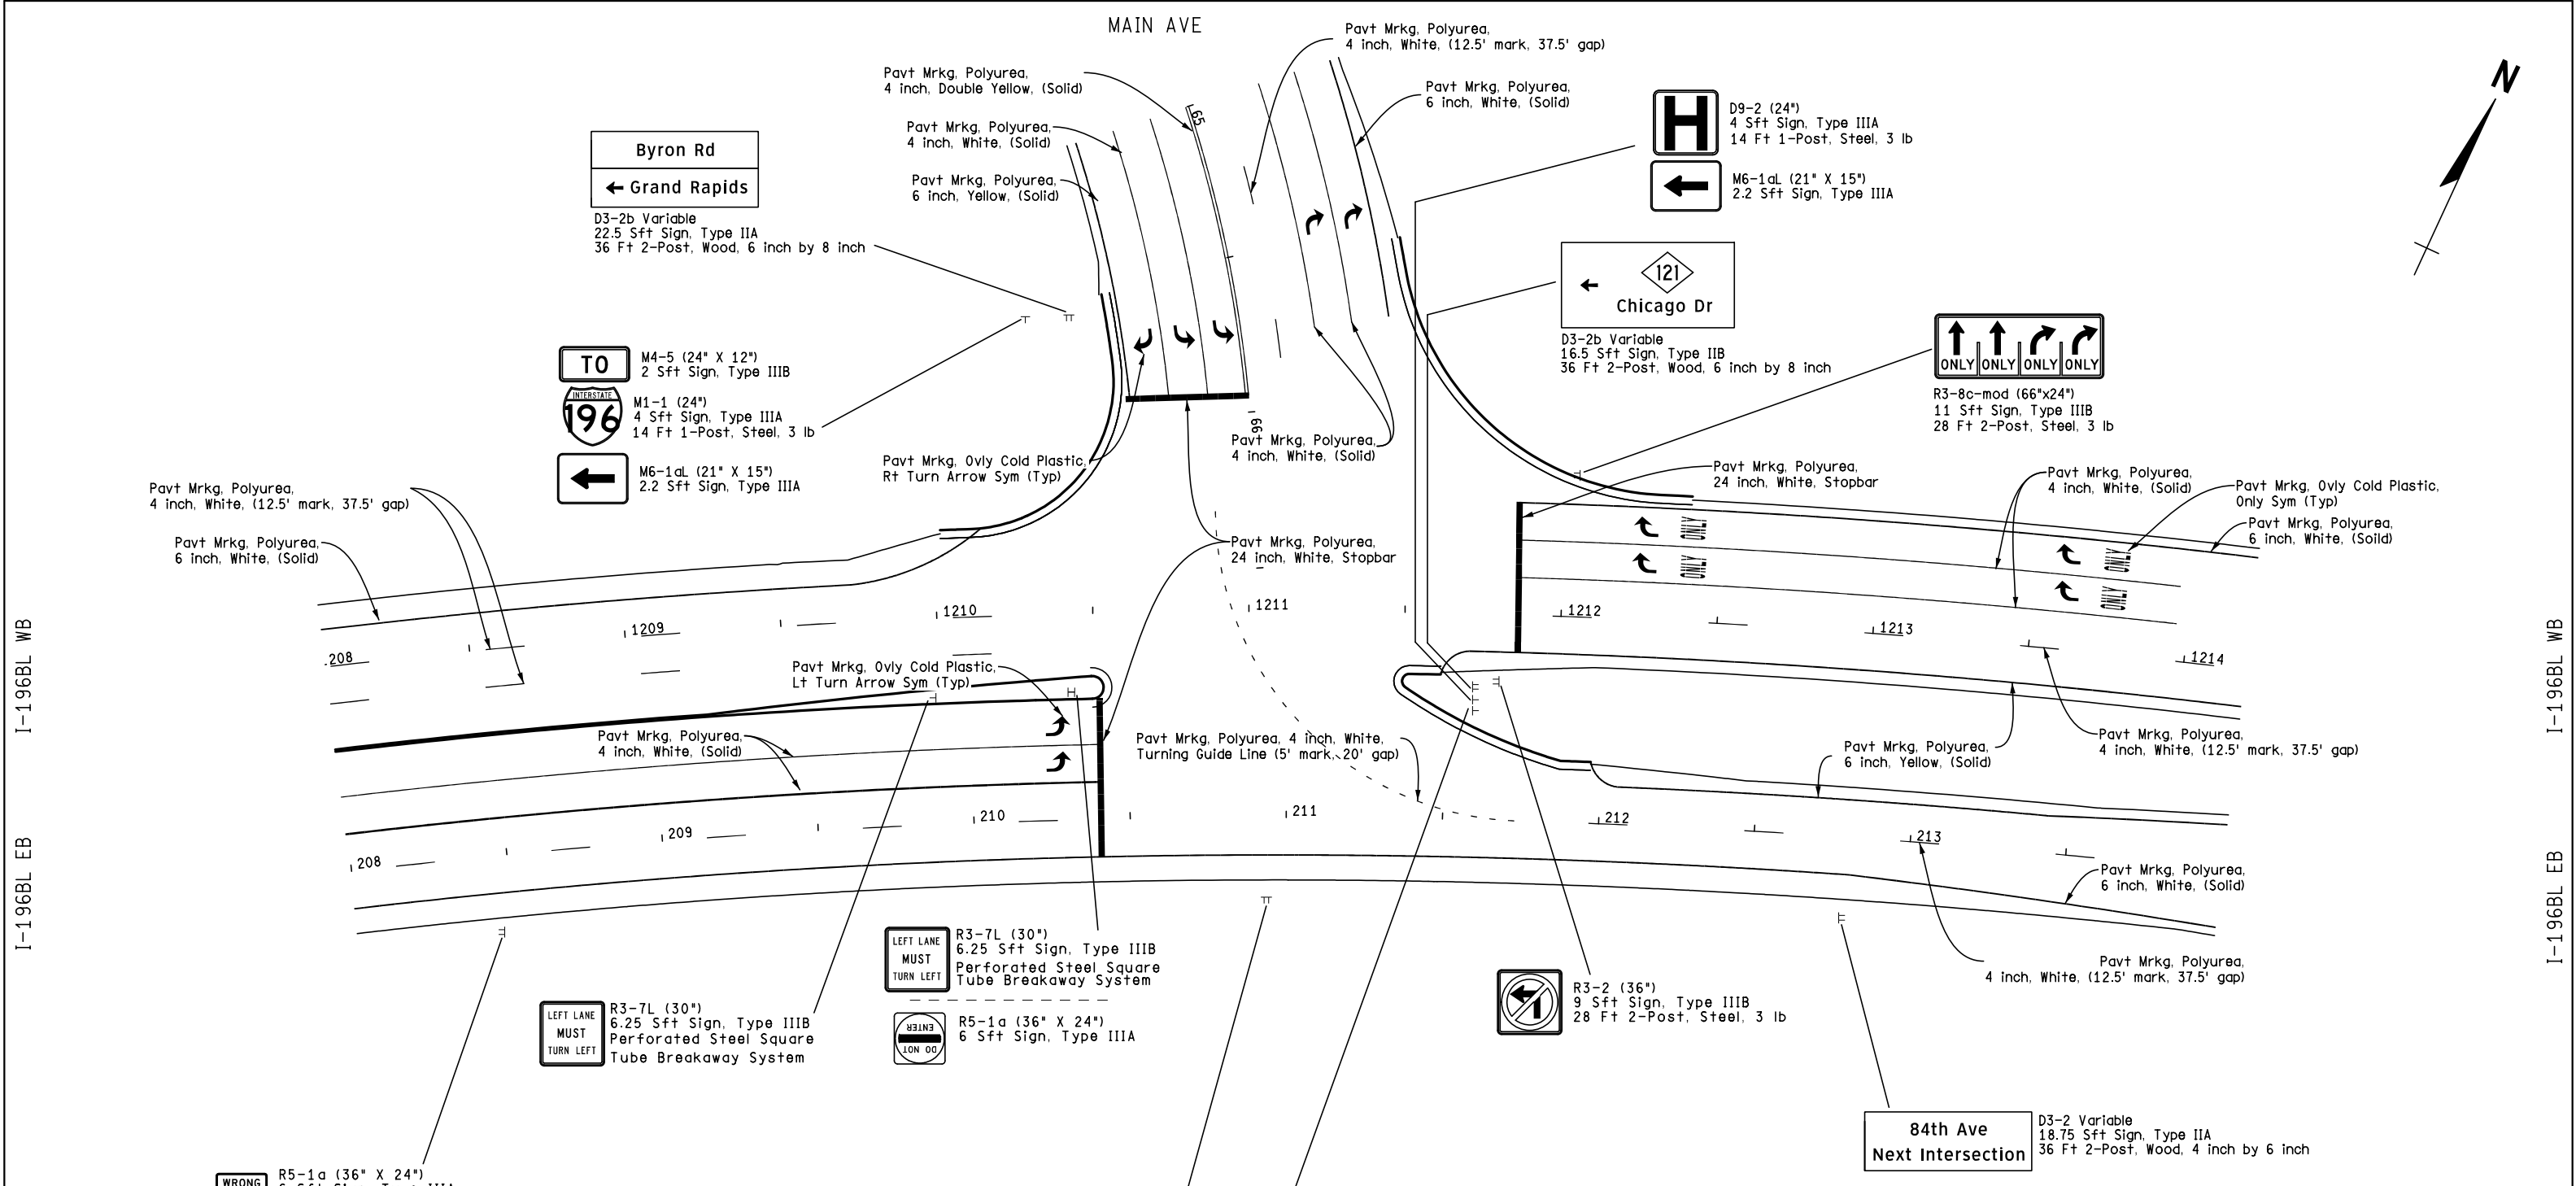 MAIN AVE
Pavt Mrkg, Polyurea,
4 inch, White, (12.5' mark, 37.5' gap)
Pavt Mrkg, Polyurea,
4 inch, Double Yellow, (Solid)
Pavt Mrkg, Polyurea,
6 inch, White, (Solid)
Pavt Mrkg, Polyurea,
4 inch, White, (Solid)
Pavt Mrkg, Polyurea,
6 inch, Yellow, (Solid)
65
66
N
Byron Rd
← Grand Rapids
D3-2b Variable
22.5 Sft Sign, Type IIA
36 Ft 2-Post, Wood, 6 inch by 8 inch
H
D9-2 (24")
4 Sft Sign, Type IIIA
14 Ft 1-Post, Steel, 3 lb
M6-1aL (21" X 15")
2.2 Sft Sign, Type IIIA
121
Chicago Dr
D3-2b Variable
16.5 Sft Sign, Type IIB
36 Ft 2-Post, Wood, 6 inch by 8 inch
ONLY ONLY ONLY ONLY
R3-8c-mod (66"x24")
11 Sft Sign, Type IIIB
28 Ft 2-Post, Steel, 3 lb
TO
M4-5 (24" X 12")
2 Sft Sign, Type IIIB
INTERSTATE
196
M1-1 (24")
4 Sft Sign, Type IIIA
14 Ft 1-Post, Steel, 3 lb
M6-1aL (21" X 15")
2.2 Sft Sign, Type IIIA
Pavt Mrkg, Ovly Cold Plastic,
Rt Turn Arrow Sym (Typ)
Pavt Mrkg, Polyurea,
4 inch, White, (Solid)
Pavt Mrkg, Polyurea,
24 inch, White, Stopbar
Pavt Mrkg, Polyurea,
4 inch, White, (Solid)
Pavt Mrkg, Ovly Cold Plastic,
Only Sym (Typ)
Pavt Mrkg, Polyurea,
6 inch, White, (Soild)
Pavt Mrkg, Polyurea,
4 inch, White, (12.5' mark, 37.5' gap)
Pavt Mrkg, Polyurea,
6 inch, White, (Solid)
Pavt Mrkg, Polyurea,
24 inch, White, Stopbar
ONLY
ONLY
ONLY
ONLY
I-196BL WB
208
1209
1210
1211
1212
1213
1214
I-196BL WB
Pavt Mrkg, Ovly Cold Plastic,
Lt Turn Arrow Sym (Typ)
Pavt Mrkg, Polyurea,
4 inch, White, (Solid)
Pavt Mrkg, Polyurea, 4 inch, White,
Turning Guide Line (5' mark, 20' gap)
Pavt Mrkg, Polyurea,
6 inch, Yellow, (Solid)
Pavt Mrkg, Polyurea,
4 inch, White, (12.5' mark, 37.5' gap)
I-196BL EB
208
209
210
211
212
213
I-196BL EB
Pavt Mrkg, Polyurea,
6 inch, White, (Solid)
Pavt Mrkg, Polyurea,
4 inch, White, (12.5' mark, 37.5' gap)
LEFT LANE
MUST
TURN LEFT
R3-7L (30")
6.25 Sft Sign, Type IIIB
Perforated Steel Square
Tube Breakaway System
DO NOT
ENTER
R5-1a (36" X 24")
6 Sft Sign, Type IIIA
LEFT LANE
MUST
TURN LEFT
R3-7L (30")
6.25 Sft Sign, Type IIIB
Perforated Steel Square
Tube Breakaway System
R3-2 (36")
9 Sft Sign, Type IIIB
28 Ft 2-Post, Steel, 3 lb
84th Ave
Next Intersection
D3-2 Variable
18.75 Sft Sign, Type IIA
36 Ft 2-Post, Wood, 4 inch by 6 inch
WRONG
R5-1a (36" X 24")